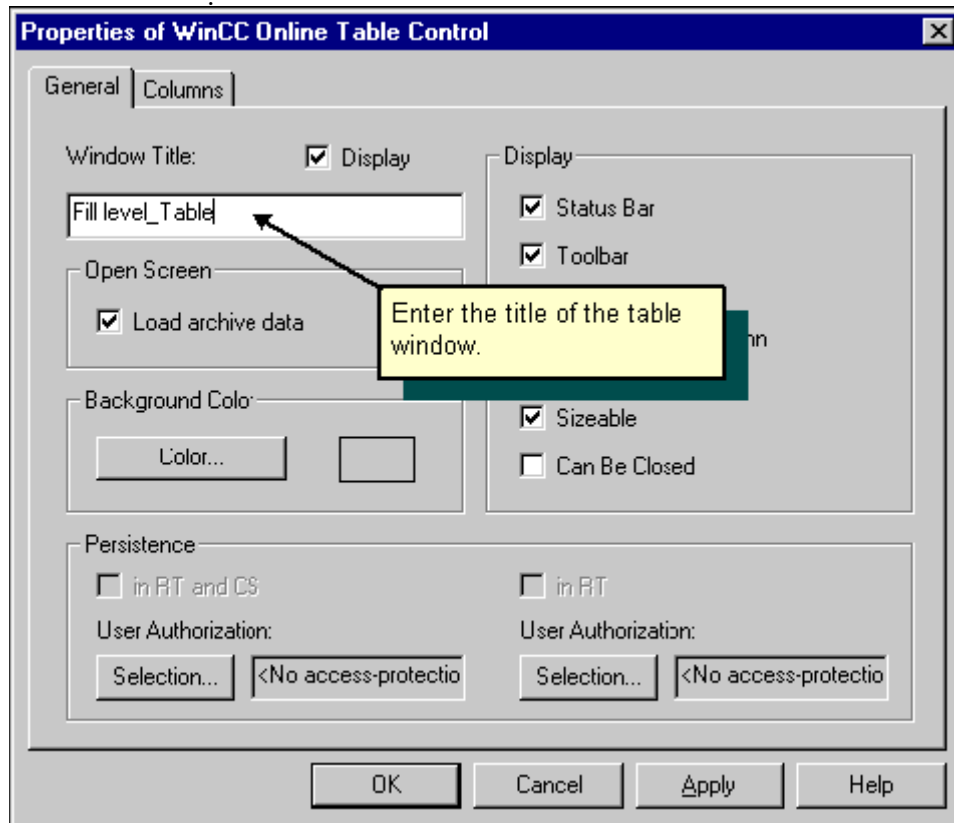 Properties of WinCC Online Table Control
General Columns
Window Title: Display
Fill level_Table
Open Screen
Load archive data
Background Color
Color...
Display
Status Bar
Toolbar
Enter the title of the table
window.
Sizeable
Can Be Closed
Persistence
in RT and CS
User Authorization:
Selection... <No access-protectio
in RT
User Authorization:
Selection... <No access-protectio
OK Cancel Apply Help